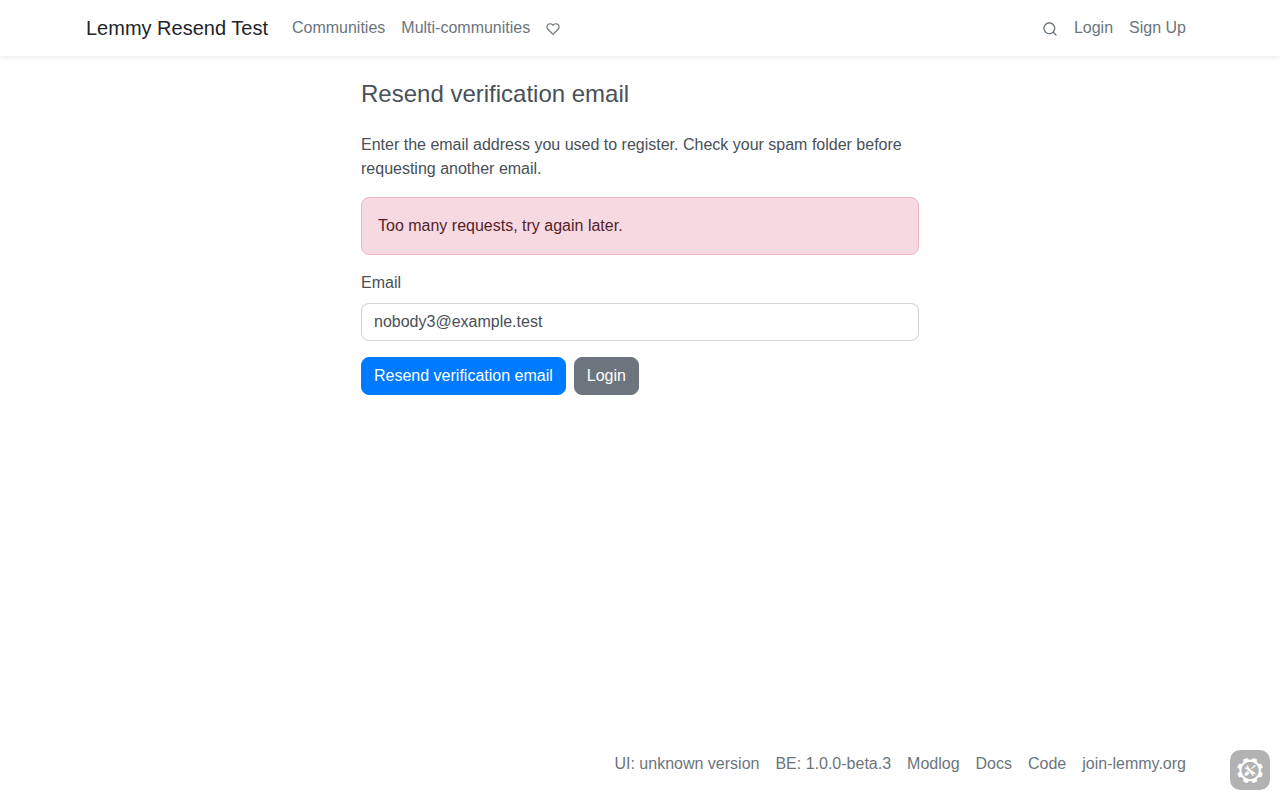 Lemmy Resend Test Communities Multi-communities Login Sign Up
Resend verification email
Enter the email address you used to register. Check your spam folder before
requesting another email.
Too many requests, try again later.
Email
nobody3@example.test
Resend verification email Login
UI: unknown version BE: 1.0.0-beta.3 Modlog Docs Code join-lemmy.org